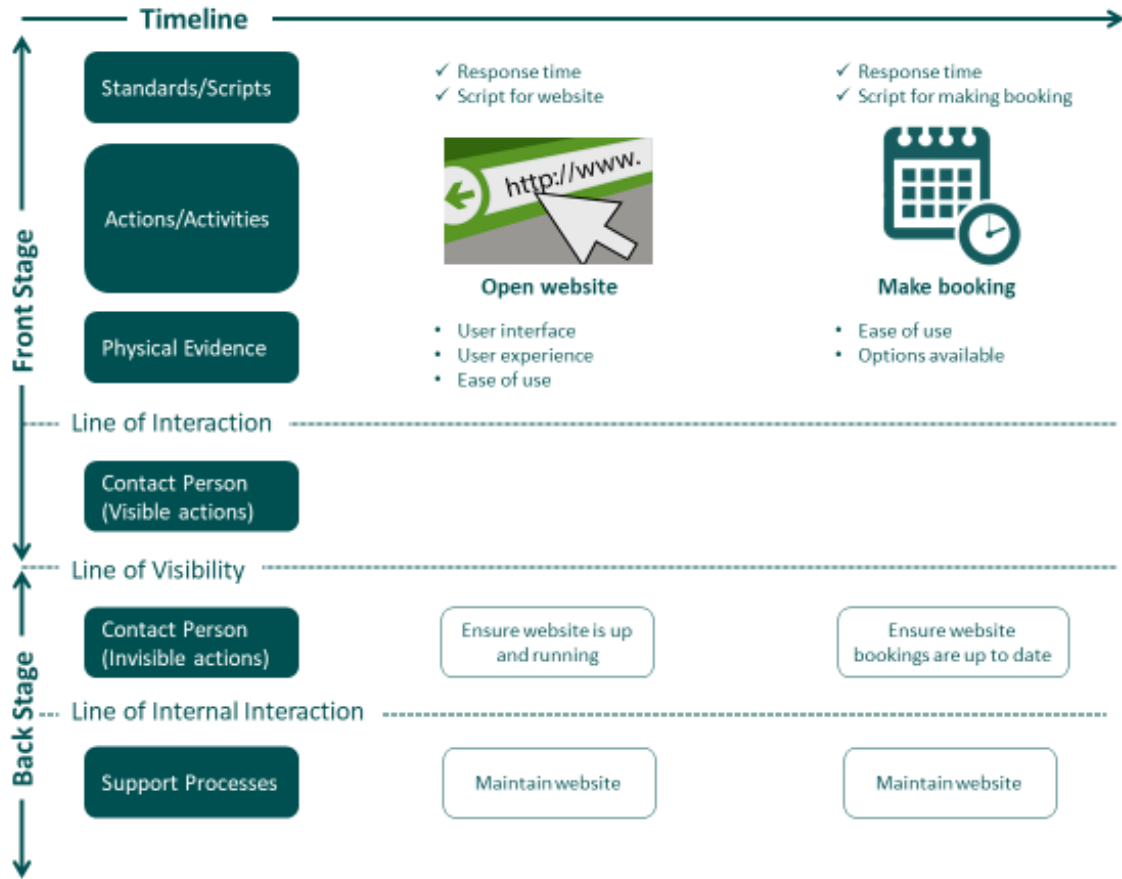 Timeline
Front Stage
Standards/Scripts
✓ Response time
✓ Script for website
✓ Response time
✓ Script for making booking
Actions/Activities
http://www.
Open website
Make booking
Physical Evidence
• User interface
• User experience
• Ease of use
• Ease of use
• Options available
Line of Interaction
Contact Person
(Visible actions)
Line of Visibility
Back Stage
Contact Person
(Invisible actions)
Ensure website is up
and running
Ensure website
bookings are up to date
Line of Internal Interaction
Support Processes
Maintain website
Maintain website